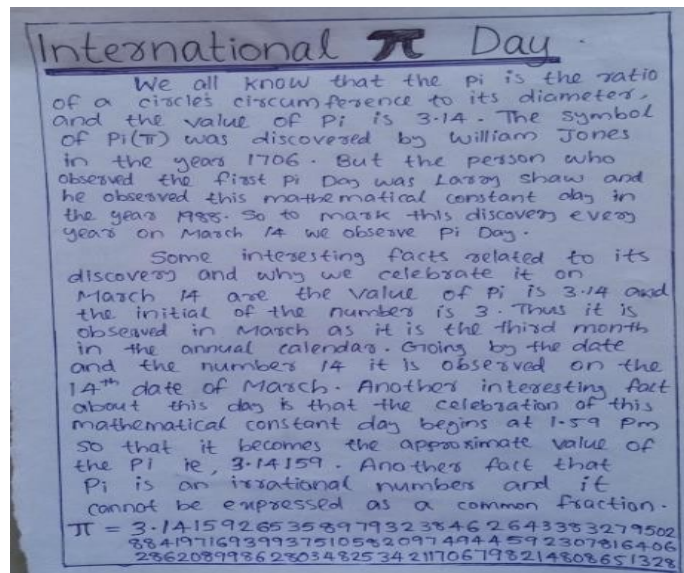 International π Day.
We all know that the Pi is the ratio
of a circle's circumference to its diameter,
and the value of Pi is 3.14. The symbol
of Pi(π) was discovered by William Jones
in the year 1706. But the person who
observed the first Pi Day was Larry Shaw and
he observed this mathematical constant day in
the year 1988. So to mark this discovery every
year on March 14 we observe Pi Day.
Some interesting facts related to its
discovery and why we celebrate it on
March 14 are the value of Pi is 3.14 and
the initial of the number is 3. Thus it is
observed in March as it is the third month
in the annual calendar. Going by the date
and the number 14 it is observed on the
14th date of March. Another interesting fact
about this day is that the celebration of this
mathematical constant day begins at 1.59 Pm
so that it becomes the approximate value of
the Pi ie, 3.14159. Another fact that
Pi is an irrational number and it
cannot be expressed as a common fraction.
π = 3.141592653589793238462643383279502
884197169399375105820974944592307816406
286208998628034825342117067982148086513 28